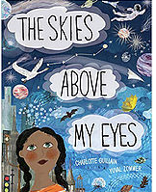 THE SKIES
ABOVE
MY EYES
CHARLOTTE GUILLAIN
YUVAL ZOMMER